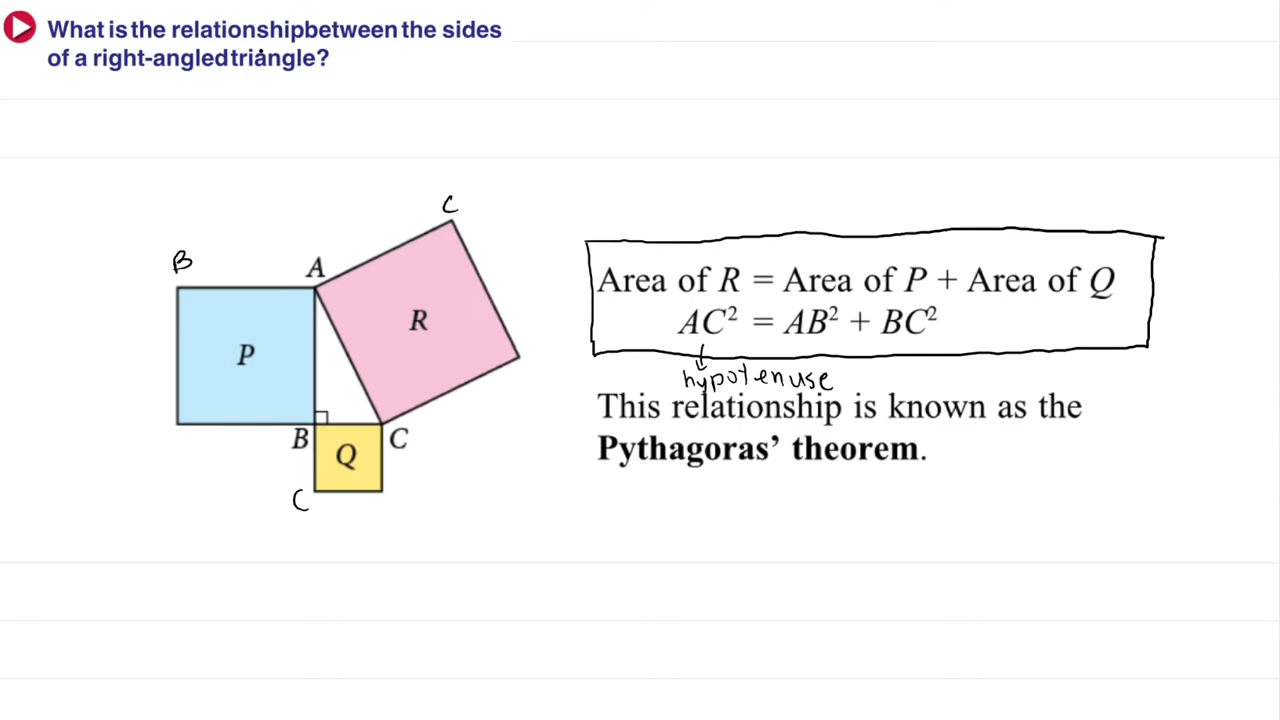 What is the relationshipbetween the sides
of a right-angledtriangle?
C
B
A
R
P
B
C
Q
C
Area of R = Area of P + Area of Q
AC² = AB² + BC²
hypotenuse
This relationship is known as the
Pythagoras’ theorem.